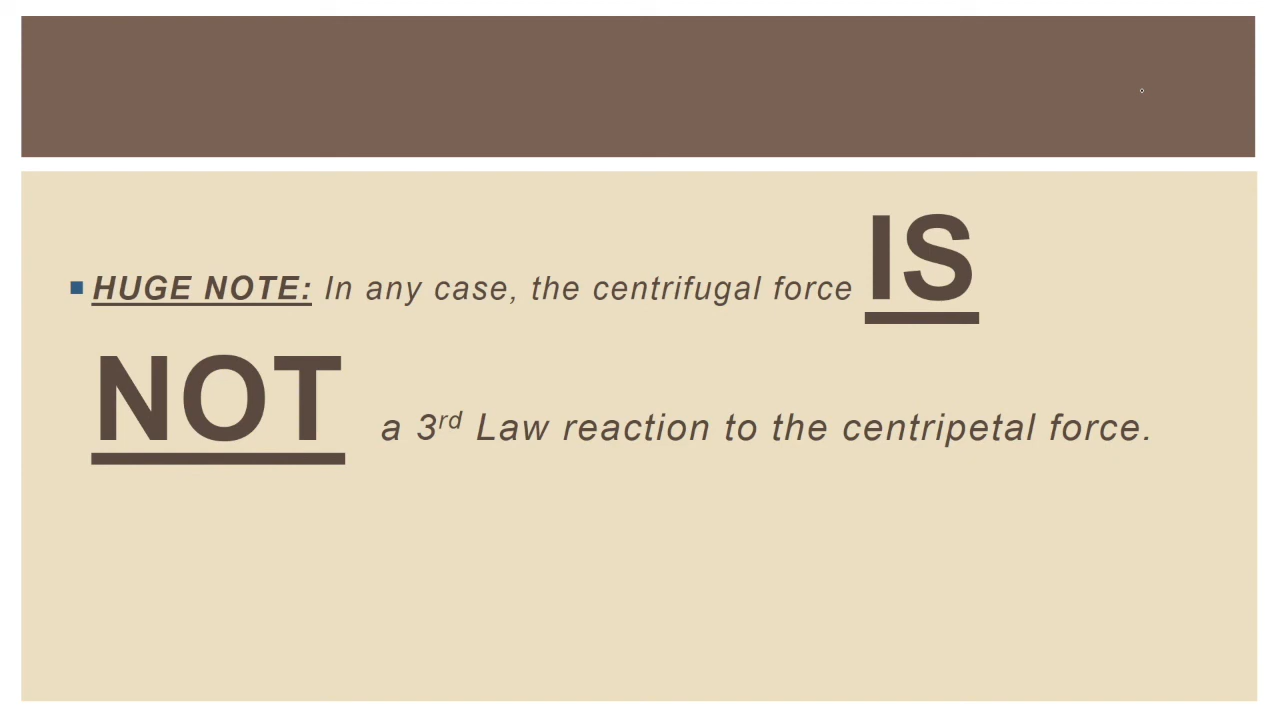 HUGE NOTE: In any case, the centrifugal force IS
NOT a 3rd Law reaction to the centripetal force.